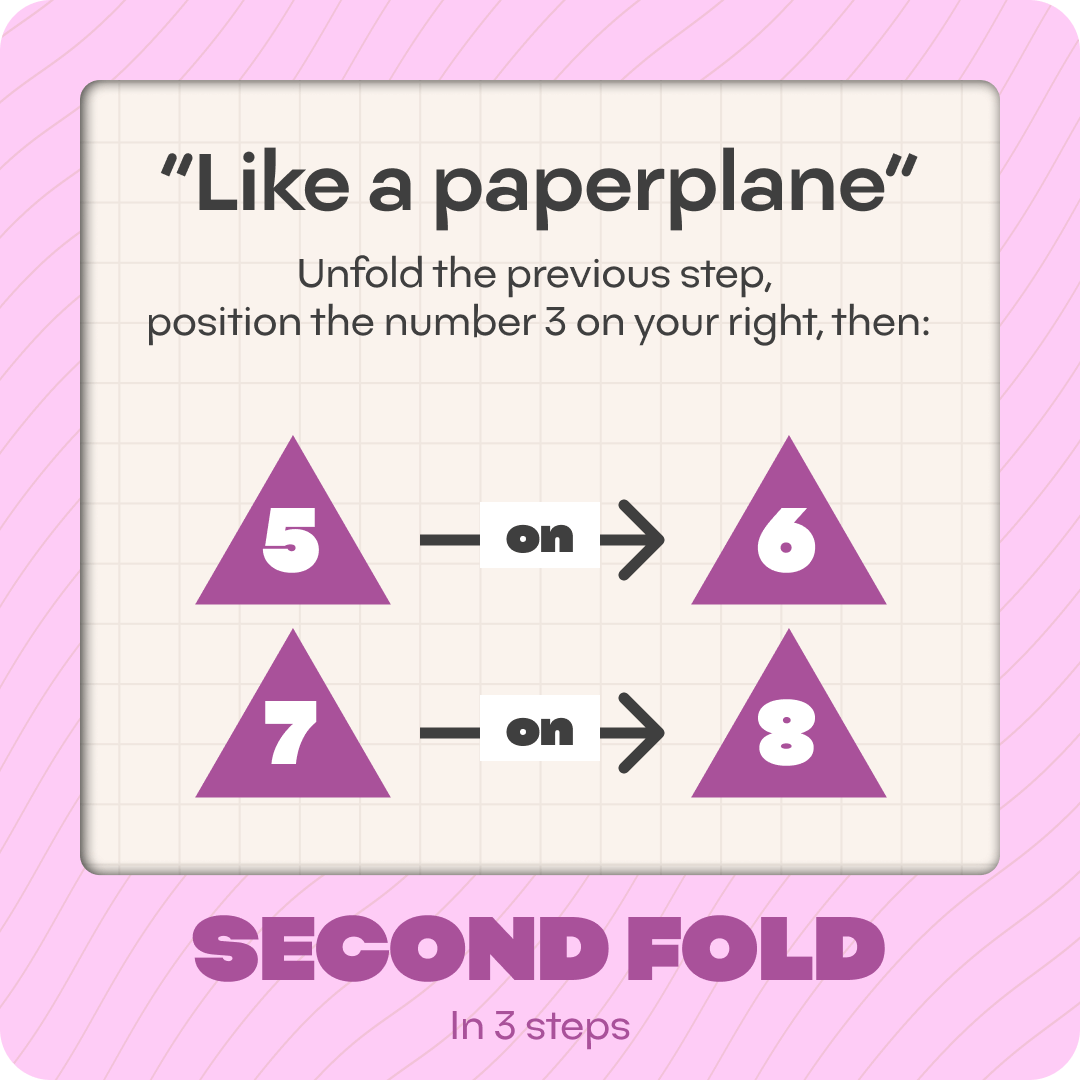 “Like a paperplane“
Unfold the previous step,
position the number 3 on your right, then:
5 on 6
7 on 8
SECOND FOLD
In 3 steps